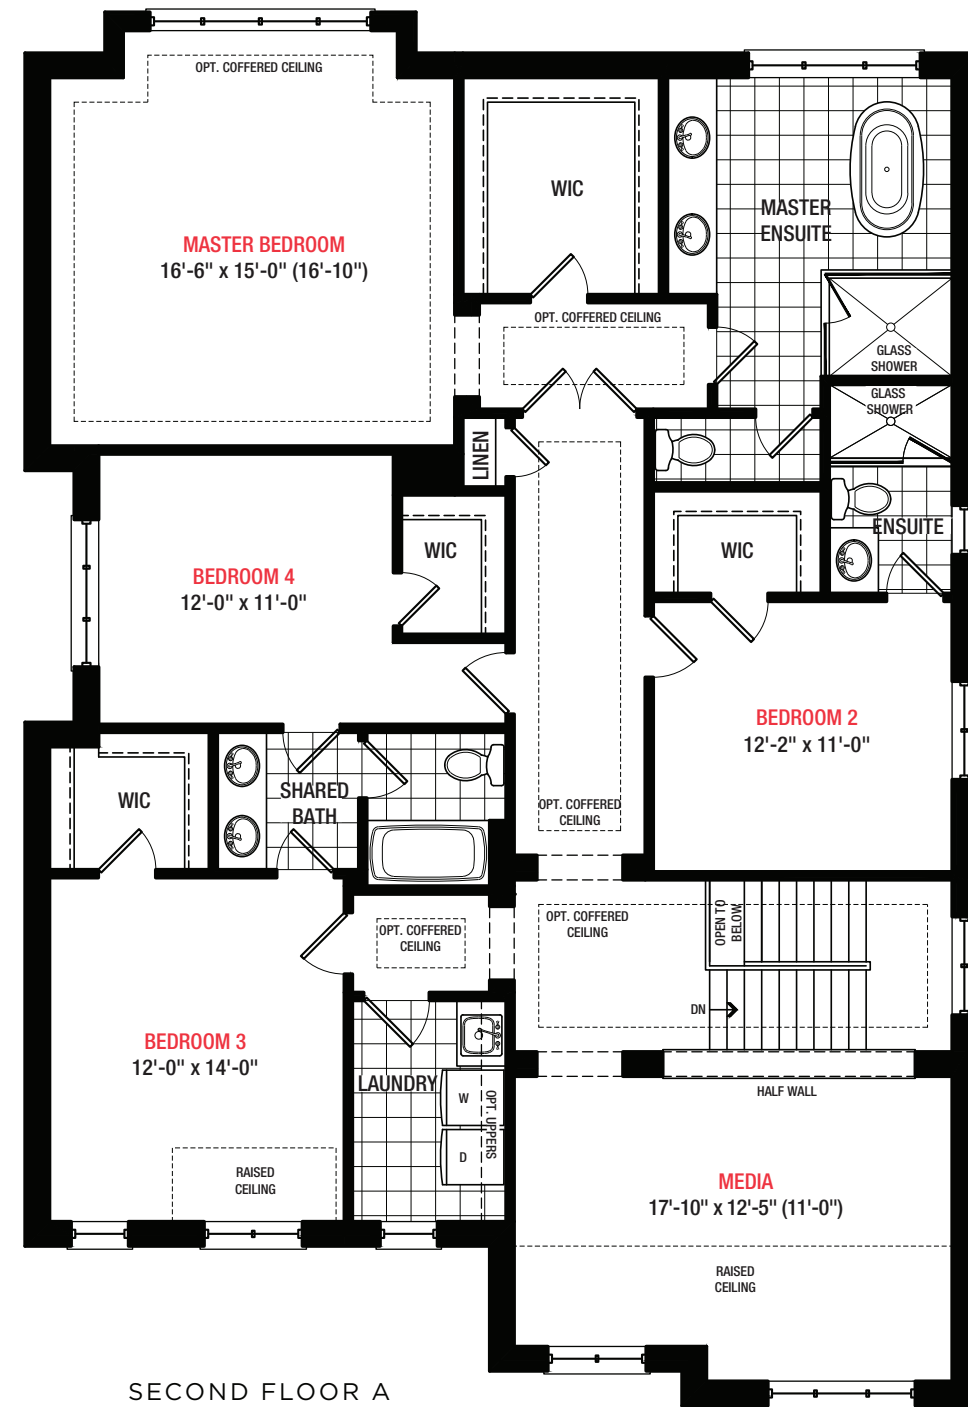 OPT. COFFERED CEILING
WIC
MASTER
ENSUITE
MASTER BEDROOM
16'-6" x 15'-0" (16'-10")
OPT. COFFERED CEILING
GLASS
SHOWER
GLASS
SHOWER
LINEN
WIC
WIC
ENSUITE
BEDROOM 4
12'-0" x 11'-0"
BEDROOM 2
12'-2" x 11'-0"
WIC
SHARED
BATH
OPT. COFFERED
CEILING
OPT. COFFERED
CEILING
OPT. COFFERED
CEILING
OPEN TO
BELOW
DN
BEDROOM 3
12'-0" x 14'-0"
LAUNDRY
W
D
OPT. UPPERS
HALF WALL
RAISED
CEILING
MEDIA
17'-10" x 12'-5" (11'-0")
RAISED
CEILING
SECOND FLOOR A